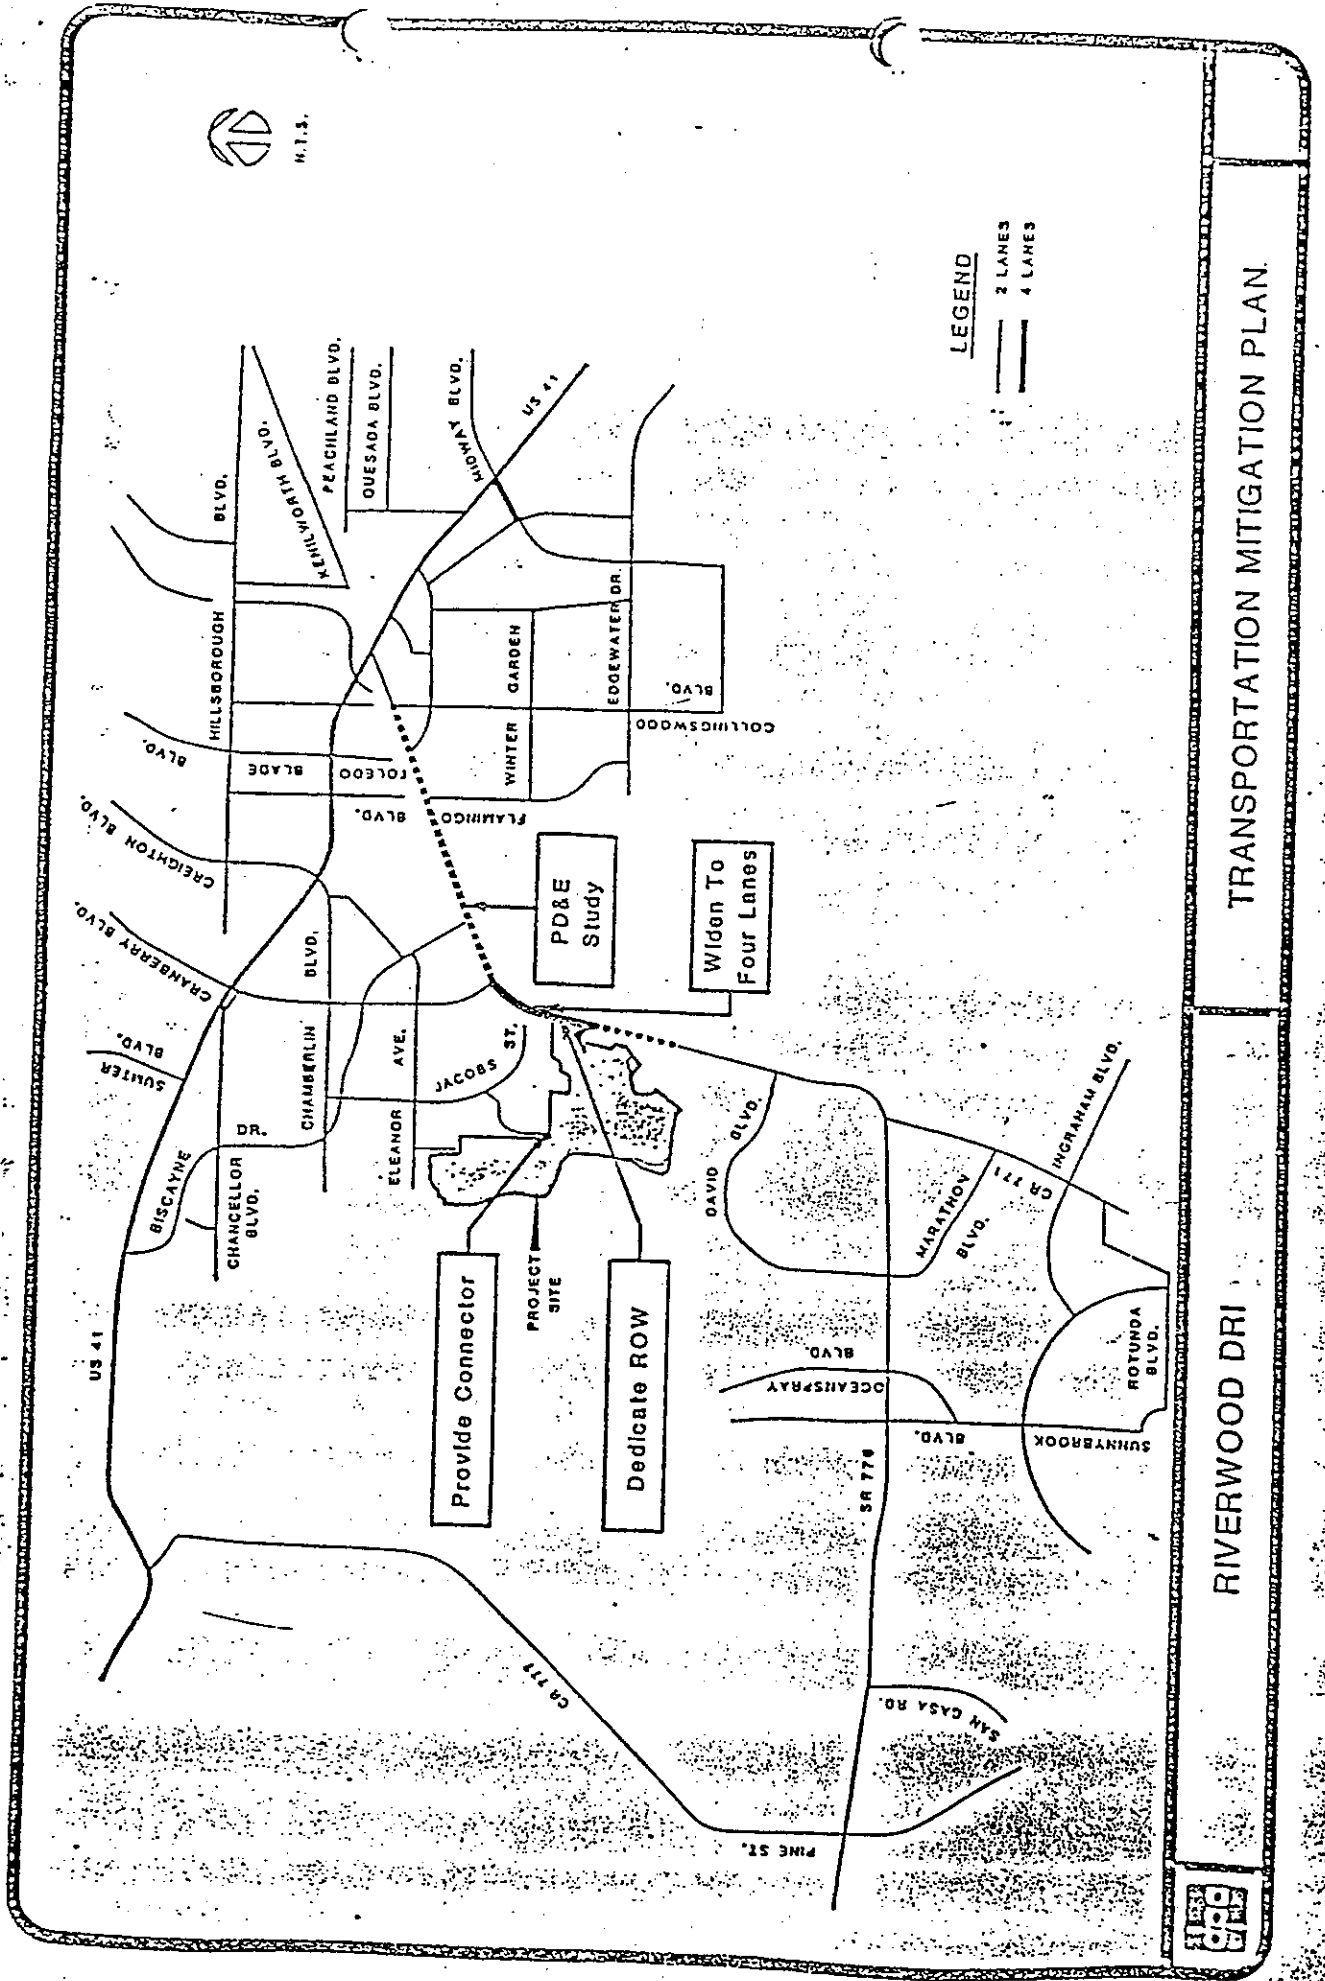 N.T.S.
US 41
SUMTER
BLVD.
CRANBERRY BLVD.
CREIGHTON BLVD.
BLADE
BLVD.
HILLSBOROUGH
BLVD.
KENILWORTH BLVD.
PEACHLAND BLVD.
QUESADA BLVD.
MIDWAY BLVD.
US 41
BISCAYNE
DR.
CHANCELLOR
BLVD.
CHAMBERLIN
BLVD.
ELEANOR
AVE.
JACOBS
ST.
TOLEDO
FLAMINGO
BLVD.
WINTER
GARDEN
EDGEWATER DR.
COLLINGSWOOD
BLVD.
PD&E
Study
Widen To
Four Lanes
Provide Connector
PROJECT
SITE
Dedicate ROW
LEGEND
2 LANES
4 LANES
CR 777
PINE ST.
SAN CASA RD.
SR 776
OCEANSPRAY
BLVD.
SUNNYBROOK
BLVD.
DAVID
BLVD.
MARATHON
BLVD.
CR 771
INGRAHAM BLVD.
ROTUNDA
BLVD.
RIVERWOOD DRI
TRANSPORTATION MITIGATION PLAN